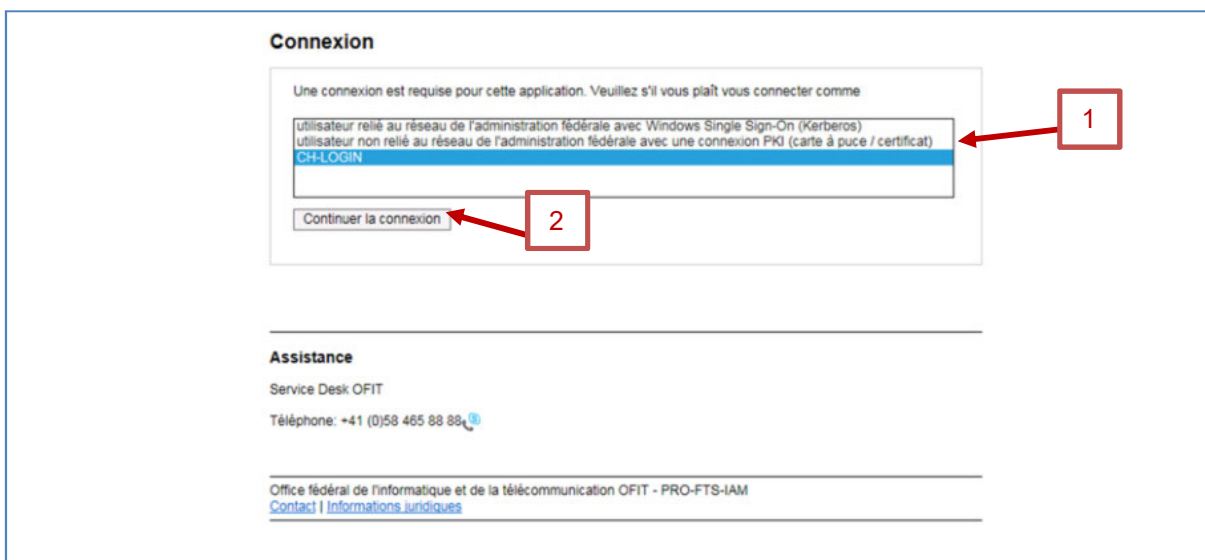 Connexion
Une connexion est requise pour cette application. Veuillez s'il vous plaît vous connecter comme
utilisateur relié au réseau de l'administration fédérale avec Windows Single Sign-On (Kerberos)
utilisateur non relié au réseau de l'administration fédérale avec une connexion PKI (carte à puce / certificat)
CH-LOGIN
1
Continuer la connexion
2
Assistance
Service Desk OFIT
Téléphone: +41 (0)58 465 88 88
Office fédéral de l'informatique et de la télécommunication OFIT - PRO-FTS-IAM
Contact | Informations juridiques